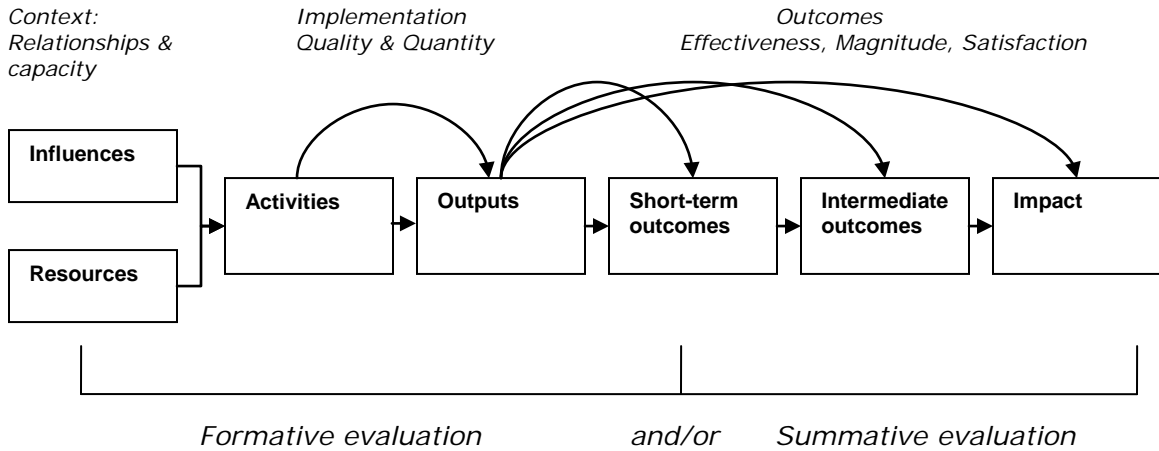 Context:
Relationships &
capacity
Implementation
Quality & Quantity
Outcomes
Effectiveness, Magnitude, Satisfaction
Influences
Resources
Activities
Outputs
Short-term
outcomes
Intermediate
outcomes
Impact
Formative evaluation and/or Summative evaluation